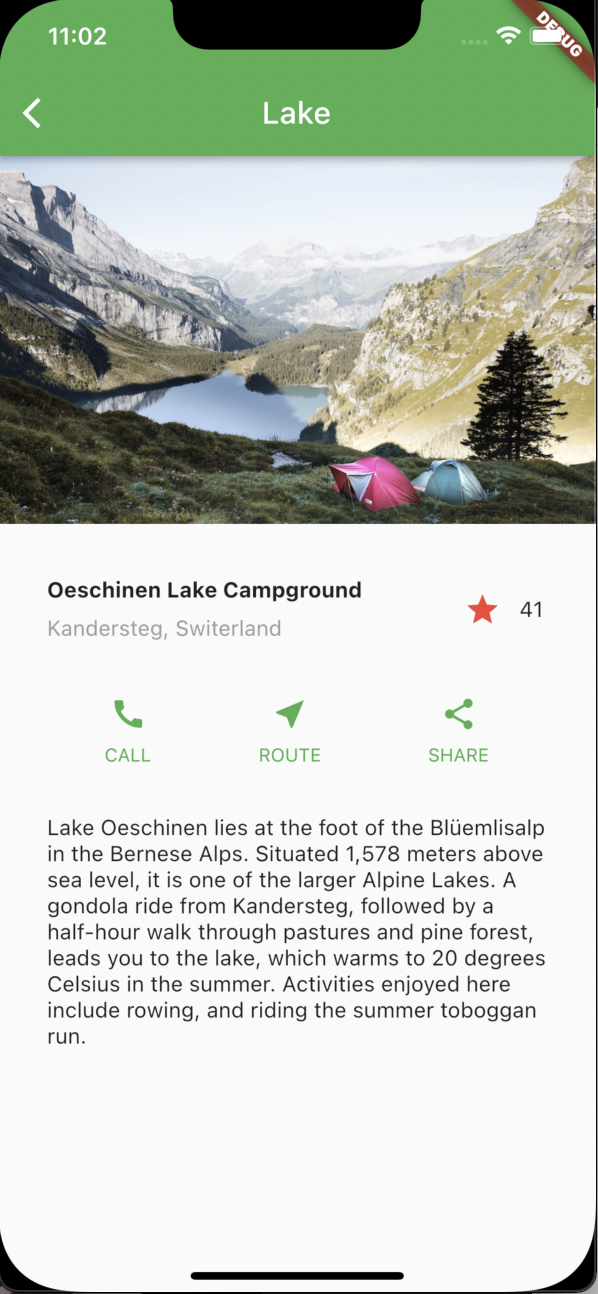 11:02
DEBUG
Lake
Oeschinen Lake Campground
Kandersteg, Switerland
41
CALL ROUTE SHARE
Lake Oeschinen lies at the foot of the Blüemlisalp
in the Bernese Alps. Situated 1,578 meters above
sea level, it is one of the larger Alpine Lakes. A
gondola ride from Kandersteg, followed by a
half-hour walk through pastures and pine forest,
leads you to the lake, which warms to 20 degrees
Celsius in the summer. Activities enjoyed here
include rowing, and riding the summer toboggan
run.